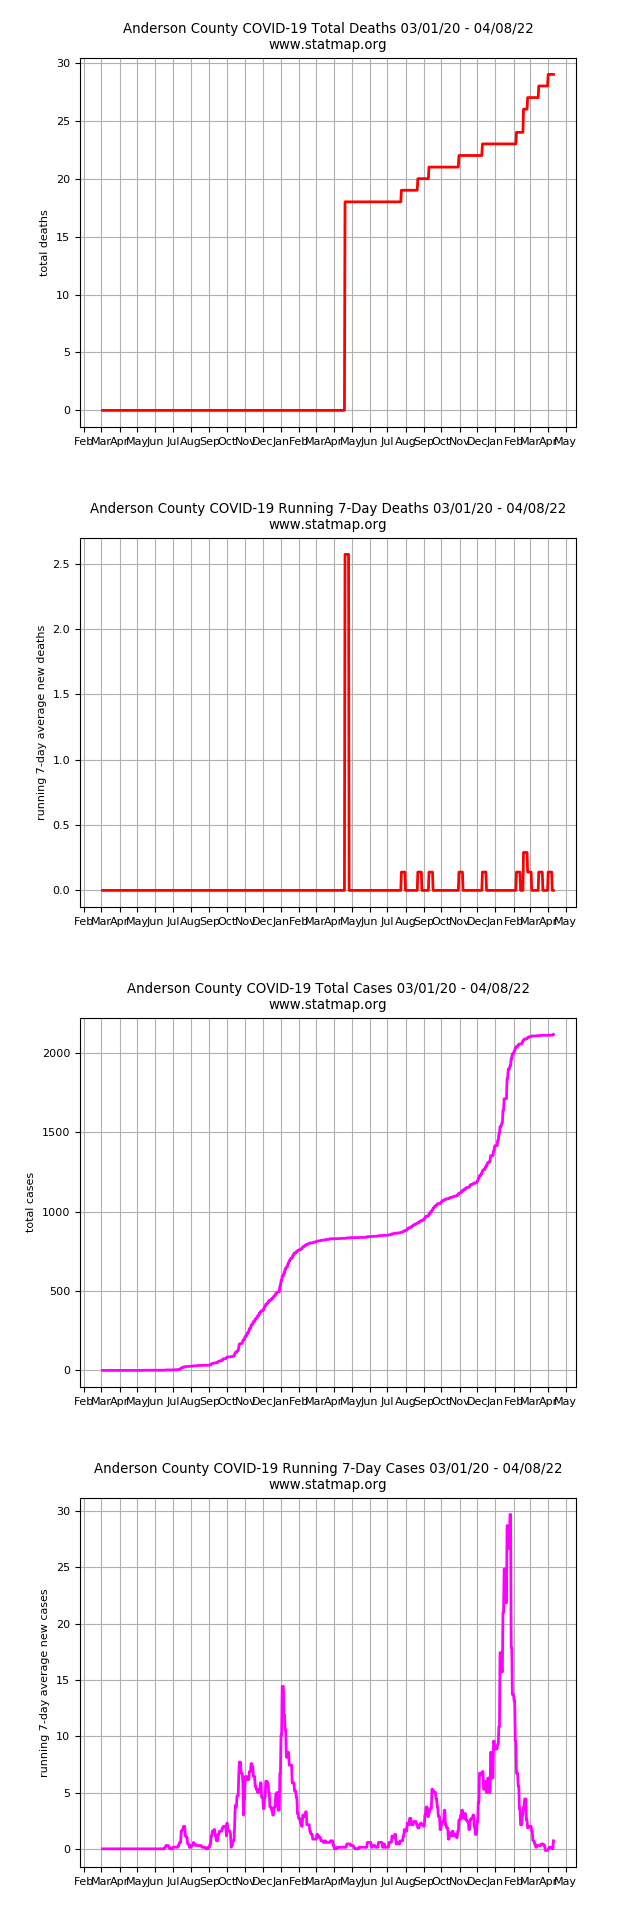 Anderson County COVID-19 Total Deaths 03/01/20 - 04/08/22
www.statmap.org
30
25
20
15
10
5
0
total deaths
Feb Mar Apr May Jun Jul Aug Sep Oct Nov Dec Jan Feb Mar Apr May Jun Jul Aug Sep Oct Nov Dec Jan Feb Mar Apr May
Anderson County COVID-19 Running 7-Day Deaths 03/01/20 - 04/08/22
www.statmap.org
2.5
2.0
1.5
1.0
0.5
0.0
running 7-day average new deaths
Feb Mar Apr May Jun Jul Aug Sep Oct Nov Dec Jan Feb Mar Apr May Jun Jul Aug Sep Oct Nov Dec Jan Feb Mar Apr May
Anderson County COVID-19 Total Cases 03/01/20 - 04/08/22
www.statmap.org
2000
1500
1000
500
0
total cases
Feb Mar Apr May Jun Jul Aug Sep Oct Nov Dec Jan Feb Mar Apr May Jun Jul Aug Sep Oct Nov Dec Jan Feb Mar Apr May
Anderson County COVID-19 Running 7-Day Cases 03/01/20 - 04/08/22
www.statmap.org
30
25
20
15
10
5
0
running 7-day average new cases
Feb Mar Apr May Jun Jul Aug Sep Oct Nov Dec Jan Feb Mar Apr May Jun Jul Aug Sep Oct Nov Dec Jan Feb Mar Apr May